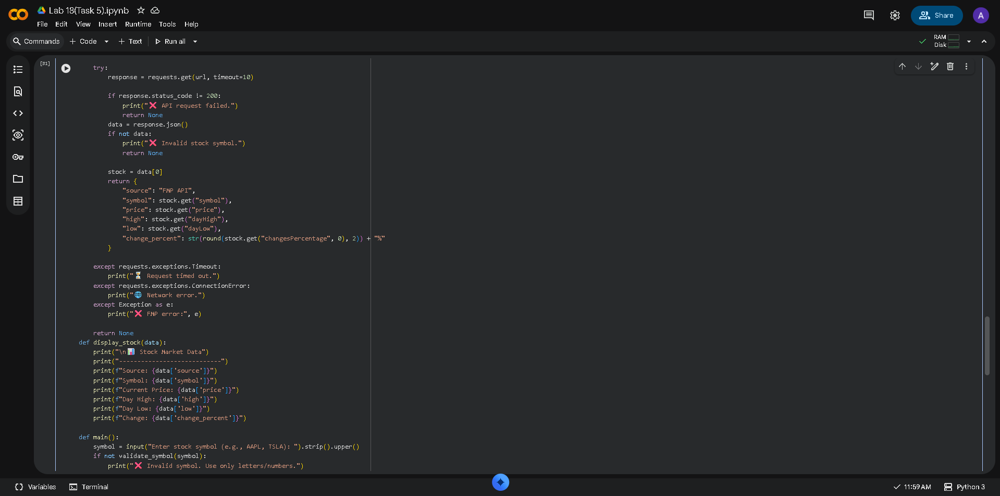 Lab 18(Task 5).ipynb
File Edit View Insert Runtime Tools Help
Share
A
Commands + Code + Text Run all
RAM
Disk
[81]
try:
response = requests.get(url, timeout=10)
if response.status_code != 200:
print("❌ API request failed.")
return None
data = response.json()
if not data:
print("❌ Invalid stock symbol.")
return None
stock = data[0]
return {
"source": "FMP API",
"symbol": stock.get("symbol"),
"price": stock.get("price"),
"high": stock.get("dayHigh"),
"low": stock.get("dayLow"),
"change_percent": str(round(stock.get("changesPercentage", 0), 2)) + "%"
}
except requests.exceptions.Timeout:
print("⏳ Request timed out.")
except requests.exceptions.ConnectionError:
print("🌐 Network error.")
except Exception as e:
print("❌ FMP error:", e)
return None
def display_stock(data):
print("\n📊 Stock Market Data")
print("----------------------------")
print(f"Source: {data['source']}")
print(f"Symbol: {data['symbol']}")
print(f"Current Price: {data['price']}")
print(f"Day High: {data['high']}")
print(f"Day Low: {data['low']}")
print(f"Change: {data['change_percent']}")
def main():
symbol = input("Enter stock symbol (e.g., AAPL, TSLA): ").strip().upper()
if not validate_symbol(symbol):
print("❌ Invalid symbol. Use only letters/numbers.")
Variables Terminal
11:59 AM Python 3